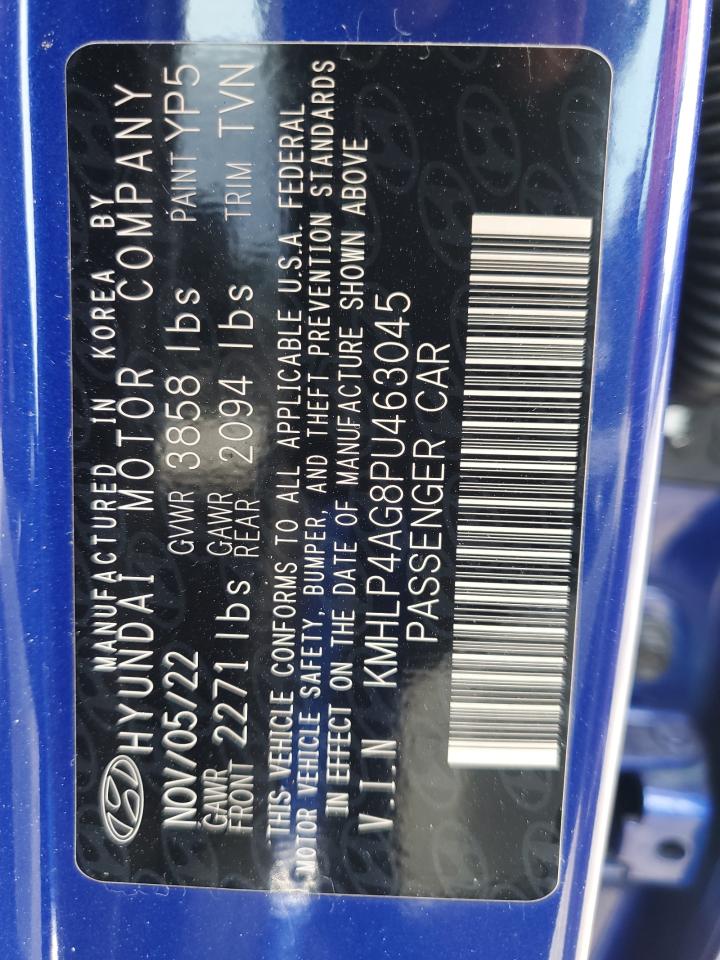 MANUFACTURED IN KOREA BY
HYUNDAI MOTOR COMPANY
NOV/05/22 GVWR 3858 lbs PAINT YP5
GAWR FRONT 2271 lbs GAWR REAR 2094 lbs TRIM TVN
THIS VEHICLE CONFORMS TO ALL APPLICABLE U.S.A. FEDERAL
MOTOR VEHICLE SAFETY, BUMPER, AND THEFT PREVENTION STANDARDS
IN EFFECT ON THE DATE OF MANUFACTURE SHOWN ABOVE
V.I.N KMHLP4AG8PU463045
PASSENGER CAR